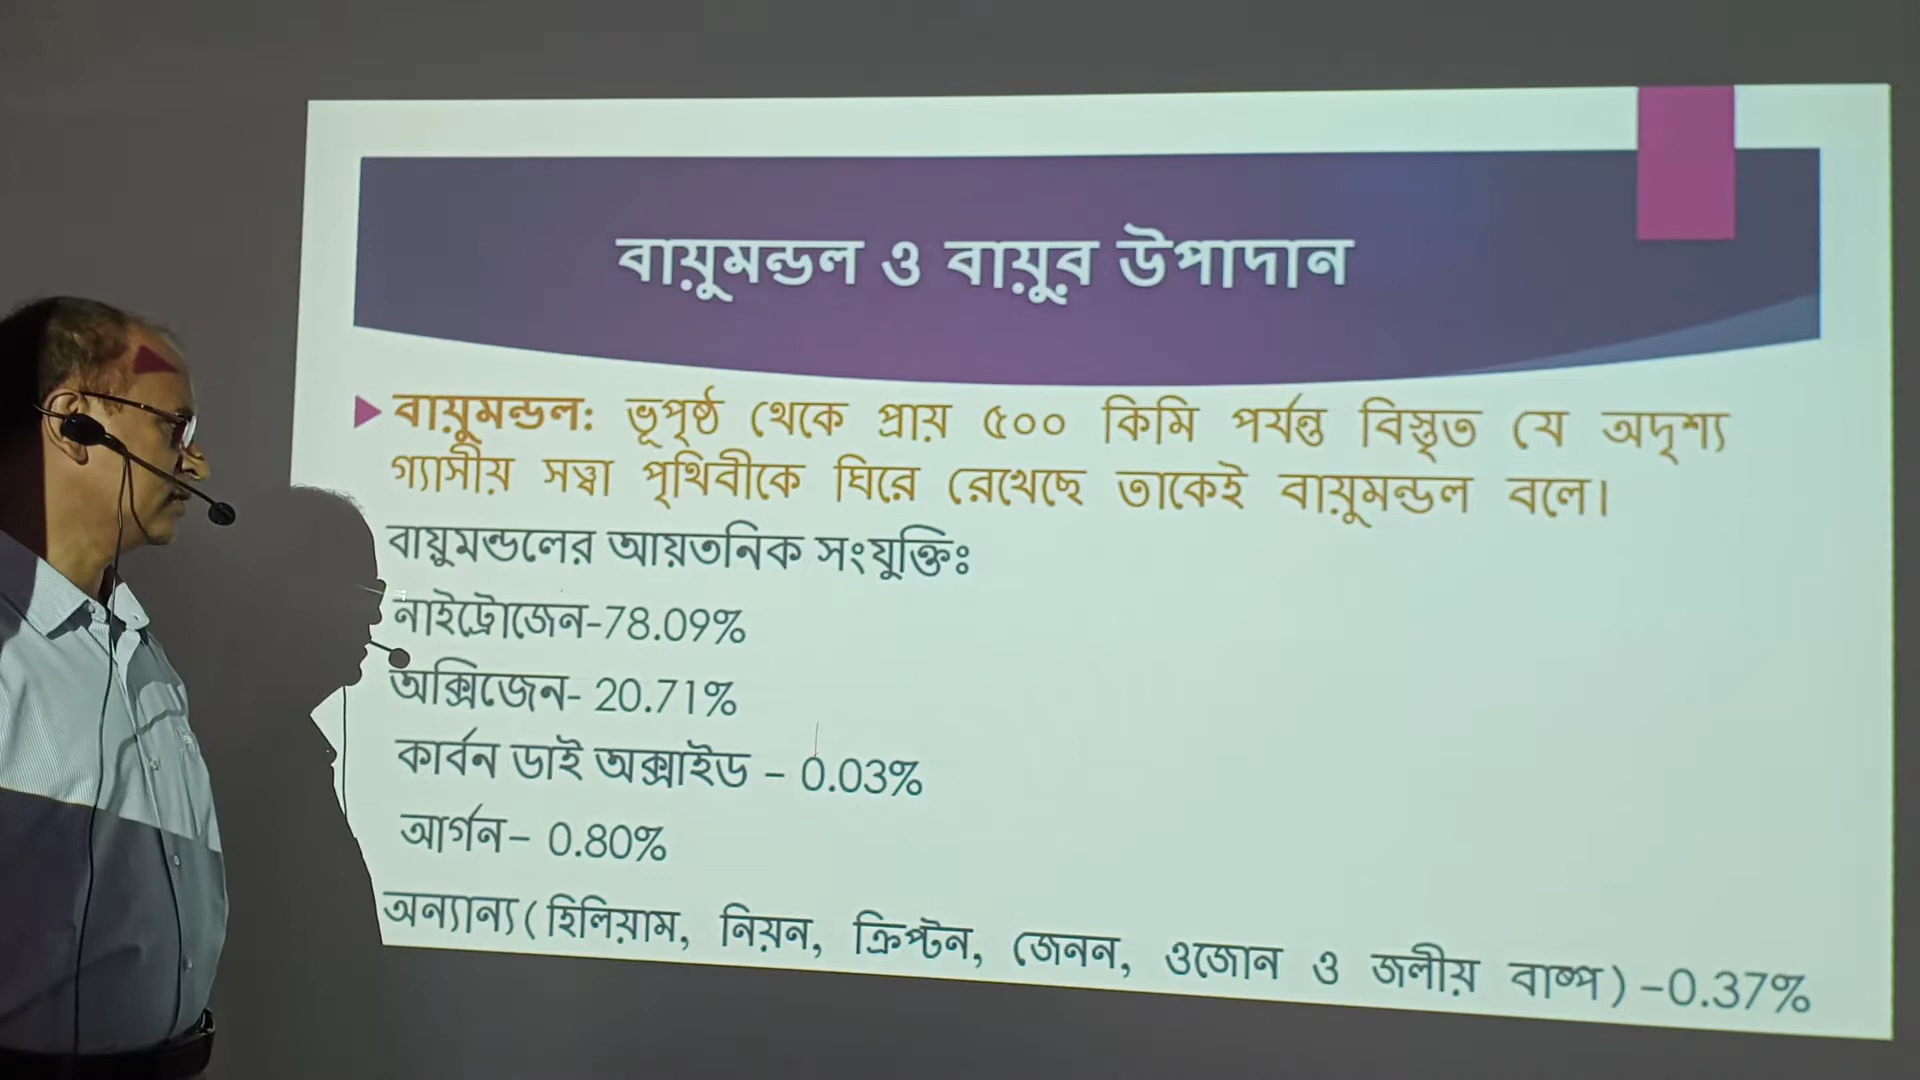 বায়ুমন্ডল ও বায়ুর উপাদান
বায়ুমন্ডল: ভূপৃষ্ঠ থেকে প্রায় ৫০০ কিমি পর্যন্ত বিস্তৃত যে অদৃশ্য
গ্যাসীয় সত্ত্বা পৃথিবীকে ঘিরে রেখেছে তাকেই বায়ুমন্ডল বলে।
বায়ুমন্ডলের আয়তনিক সংযুক্তিঃ
নাইট্রোজেন-78.09%
অক্সিজেন- 20.71%
কার্বন ডাই অক্সাইড - 0.03%
আর্গন- 0.80%
অন্যান্য(হিলিয়াম, নিয়ন, ক্রিপ্টন, জেনন, ওজোন ও জলীয় বাষ্প)-0.37%